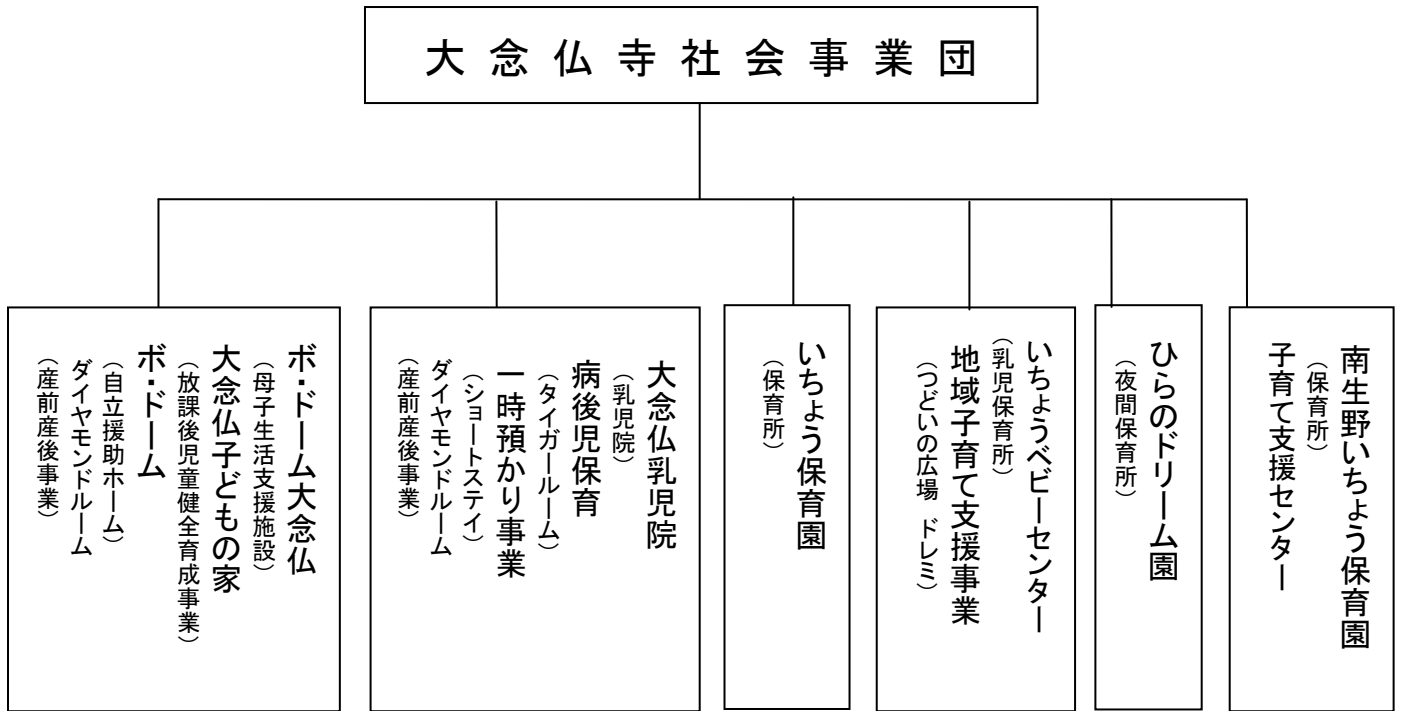 大念仏寺社会事業団
南生野いちょう保育園
（保育所）
子育て支援センター
ひらのドリーム園
（夜間保育所）
いちょうベビーセンター
（乳児保育所）
地域子育て支援事業
（つどいの広場 ドレミ）
いちょう保育園
（保育所）
大念仏乳児院
（乳児院）
病後児保育
（タイガールーム）
一時預かり事業
（ショートステイ）
ダイヤモンドルーム
（産前産後事業）
ボ・ドーム大念仏
（母子生活支援施設）
大念仏子どもの家
（放課後児童健全育成事業）
ボ・ドーム
（自立援助ホーム）
ダイヤモンドルーム
（産前産後事業）